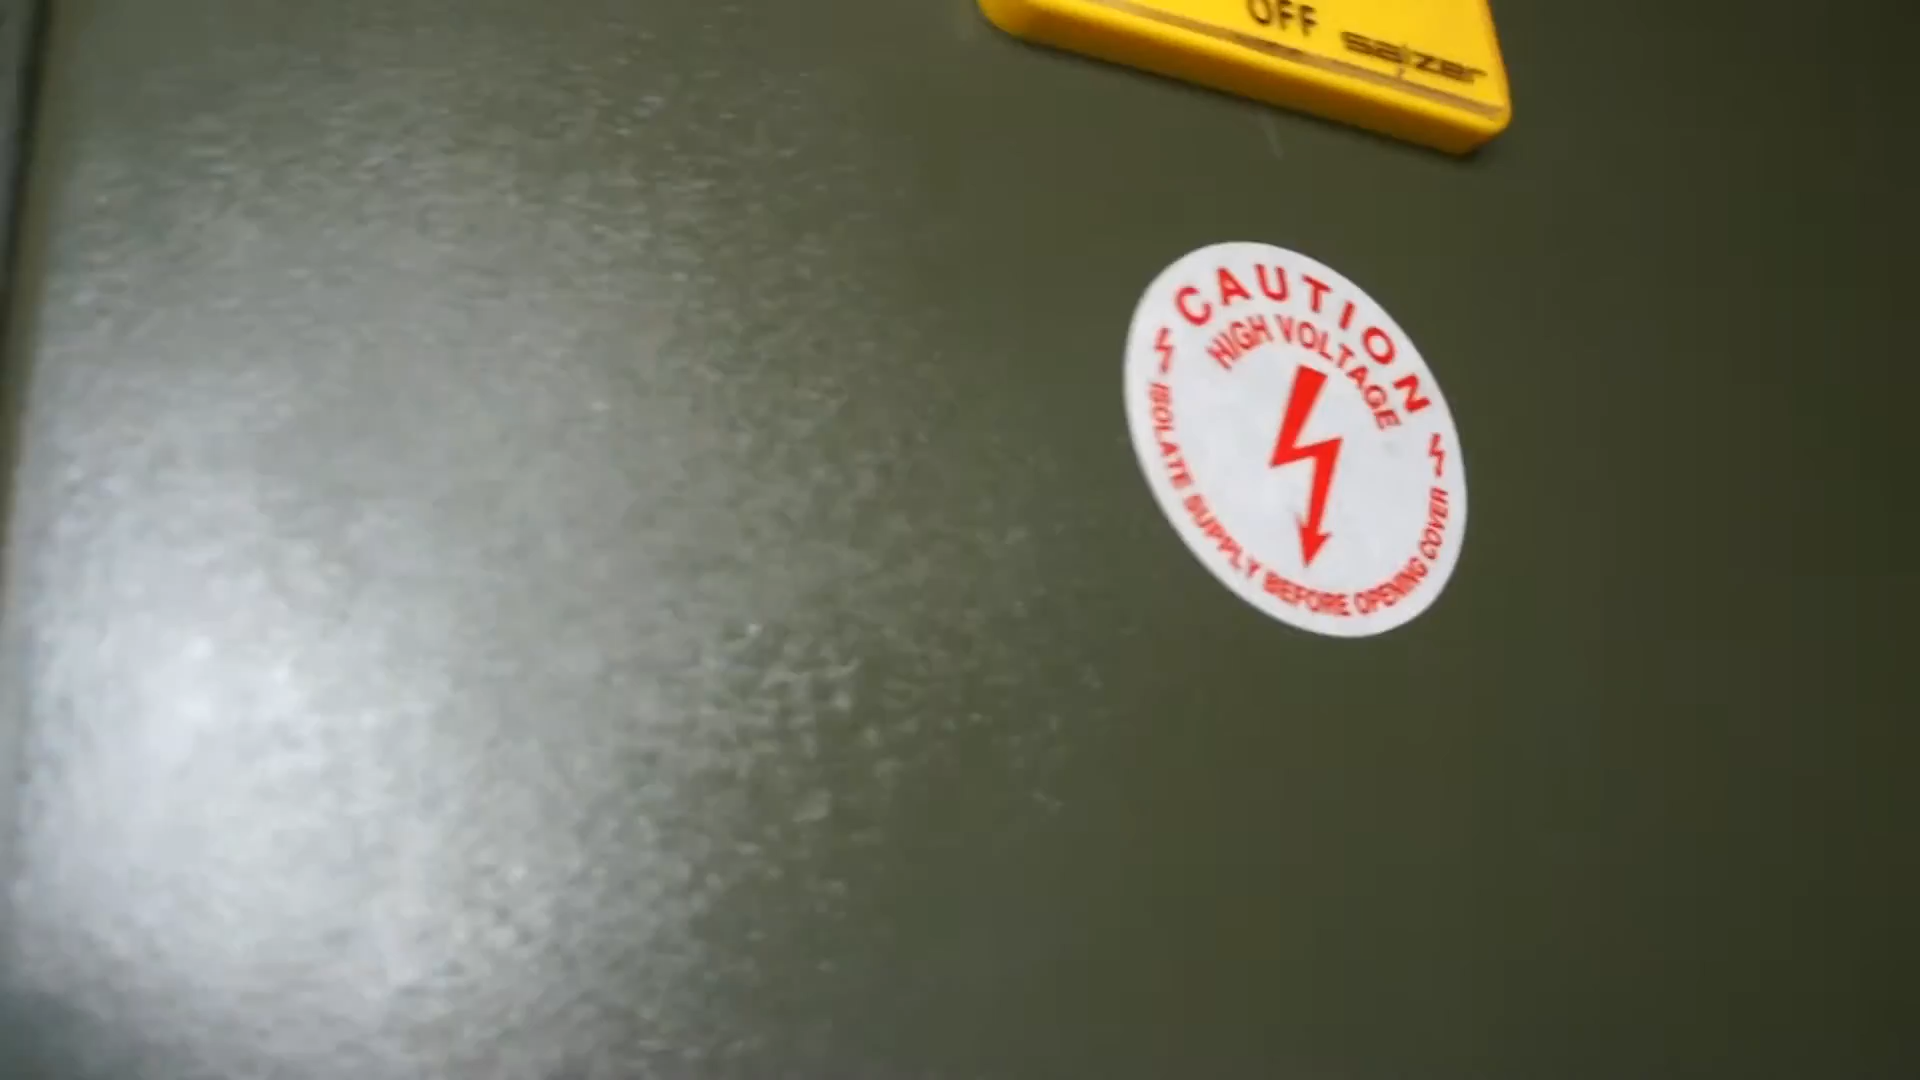 OFF
salzer
CAUTION
HIGH VOLTAGE
ISOLATE SUPPLY BEFORE OPENING COVER